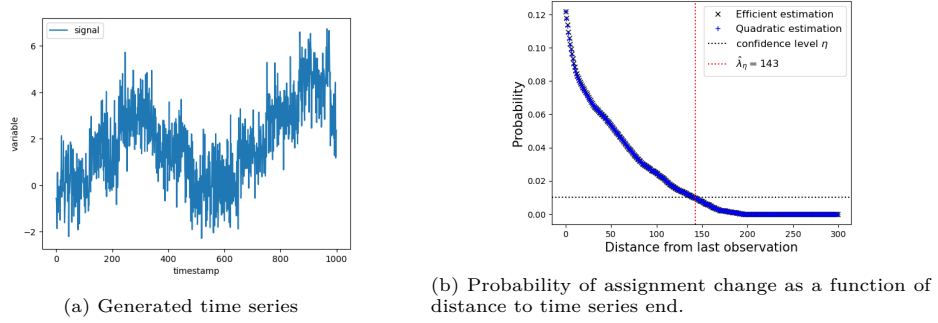 signal
6
4
2
0
−2
variable
0
200
400
600
800
1000
timestamp
(a) Generated time series
Efficient estimation
Quadratic estimation
confidence level η
λ̂η = 143
0.12
0.10
0.08
0.06
0.04
0.02
0.00
Probability
0
50
100
150
200
250
300
Distance from last observation
(b) Probability of assignment change as a function of
distance to time series end.